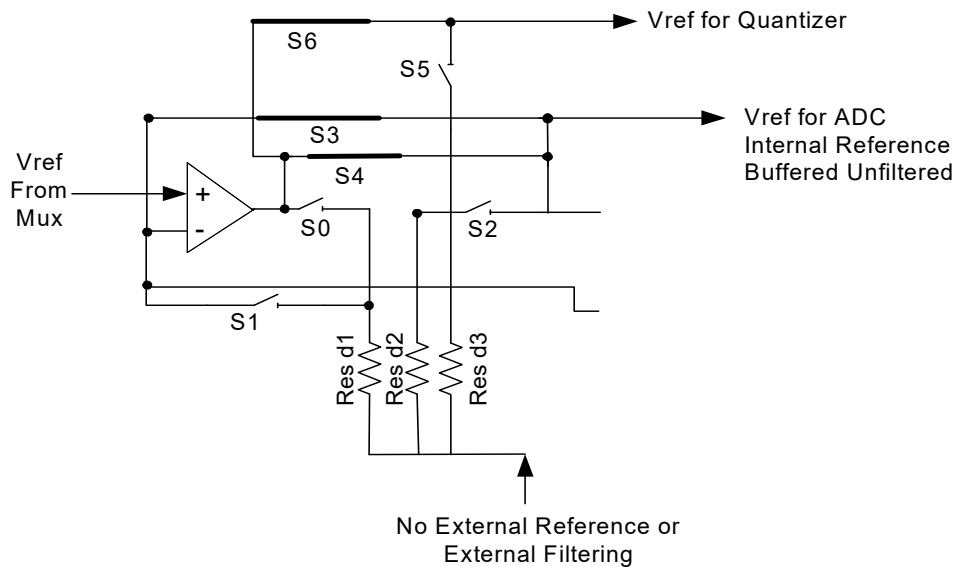 Vref for Quantizer
S6
S5
Vref for ADC
Internal Reference
Buffered Unfiltered
S3
S4
Vref
From
Mux
+
-
S0
S2
S1
Res d1
Res d2
Res d3
No External Reference or
External Filtering